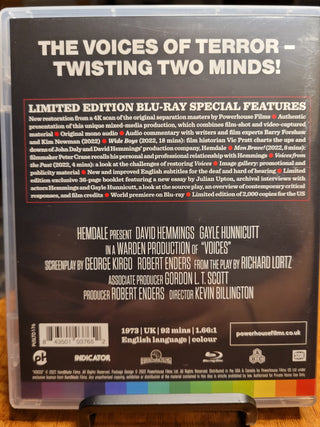 THE VOICES OF TERROR –
TWISTING TWO MINDS!
LIMITED EDITION BLU-RAY SPECIAL FEATURES
New restoration from a 4K scan of the original separation masters by Powerhouse Films • Authentic
presentation of this unique mixed-media production, which combines film-shot and video-captured
material • Original mono audio • Audio commentary with writers and film experts Barry Forshaw
and Kim Newman (2022) • Wide Boys (2022, 18 mins): film historian Vic Pratt charts the ups and
downs of John Daly and David Hemmings' production company, Hemdale • Mon Brave! (2022, 8 mins):
filmmaker Peter Crane recalls his personal and professional relationship with Hemmings • Voices from
the Past (2022, 4 mins): a look at the challenges of restoring Voices • Image gallery: promotional and
publicity material • New and improved English subtitles for the deaf and hard of hearing • Limited
edition exclusive 36-page booklet featuring a new essay by Julian Upton, archival interviews with
actors Hemmings and Gayle Hunnicutt, a look at the source play, an overview of contemporary critical
responses, and film credits • World premiere on Blu-ray • Limited edition of 2,000 copies for the US
HEMDALE PRESENT DAVID HEMMINGS GAYLE HUNNICUTT
IN A WARDEN PRODUCTION OF "VOICES"
SCREENPLAY BY GEORGE KIRGO ROBERT ENDERS FROM THE PLAY BY RICHARD LORTZ
ASSOCIATE PRODUCER GORDON L. T. SCOTT
PRODUCER ROBERT ENDERS DIRECTOR KEVIN BILLINGTON
1973 | UK | 92 mins | 1.66:1
English language | colour
powerhousefilms.co.uk
ph INDICATOR Blu-ray Disc